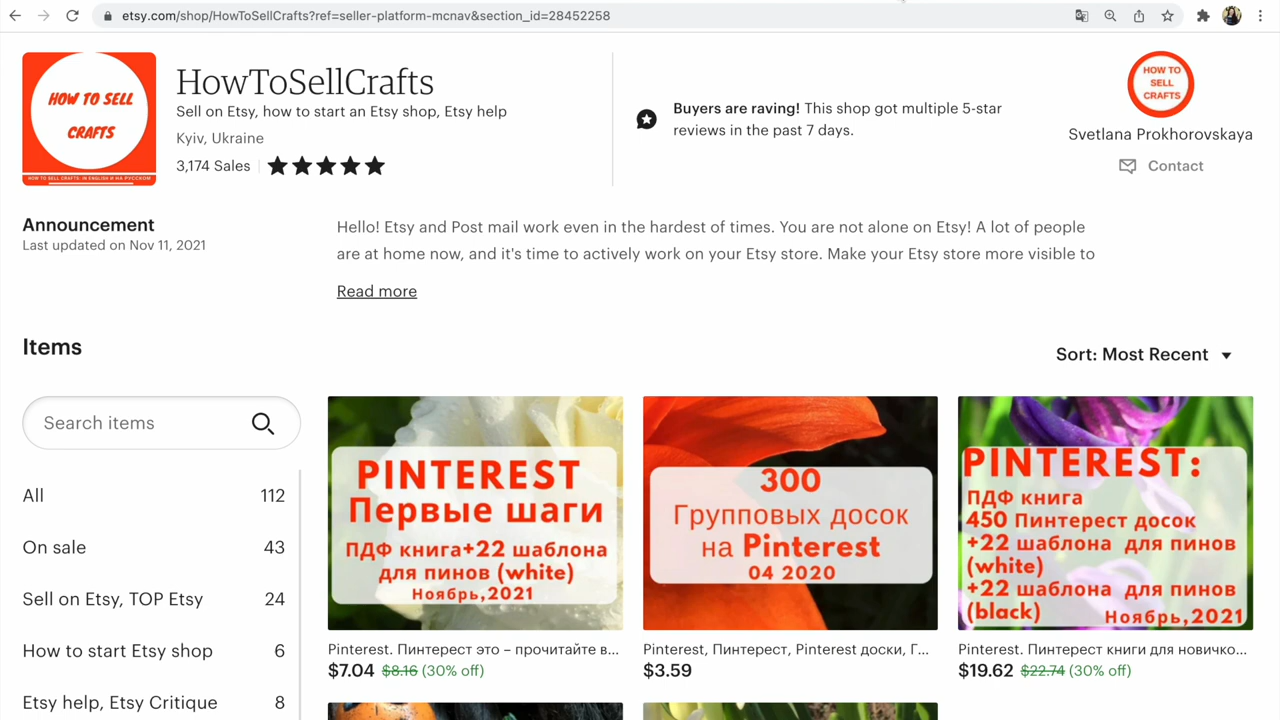 etsy.com/shop/HowToSellCrafts?ref=seller-platform-mcnav&section_id=28452258
HOW TO SELL
CRAFTS
HOW TO SELL CRAFTS: IN ENGLISH И НА РУССКОМ
HowToSellCrafts
Sell on Etsy, how to start an Etsy shop, Etsy help
Kyiv, Ukraine
3,174 Sales
Buyers are raving! This shop got multiple 5-star
reviews in the past 7 days.
HOW TO
SELL
CRAFTS
Svetlana Prokhorovskaya
Contact
Announcement
Last updated on Nov 11, 2021
Hello! Etsy and Post mail work even in the hardest of times. You are not alone on Etsy! A lot of people
are at home now, and it's time to actively work on your Etsy store. Make your Etsy store more visible to
Read more
Items
Sort: Most Recent
Search items
All 112
On sale 43
Sell on Etsy, TOP Etsy 24
How to start Etsy shop 6
Etsy help, Etsy Critique 8
PINTEREST
Первые шаги
ПДФ книга+22 шаблона
для пинов (white)
Ноябрь,2021
Pinterest. Пинтерест это – прочитайте в...
$7.04 $8.16 (30% off)
300
Групповых досок
на Pinterest
04 2020
Pinterest, Пинтерест, Pinterest доски, Г...
$3.59
PINTEREST:
ПДФ книга
450 Пинтерест досок
+22 шаблона для пинов
(white)
+22 шаблона для пинов
(black) Ноябрь,2021
Pinterest. Пинтерест книги для новичко...
$19.62 $22.74 (30% off)